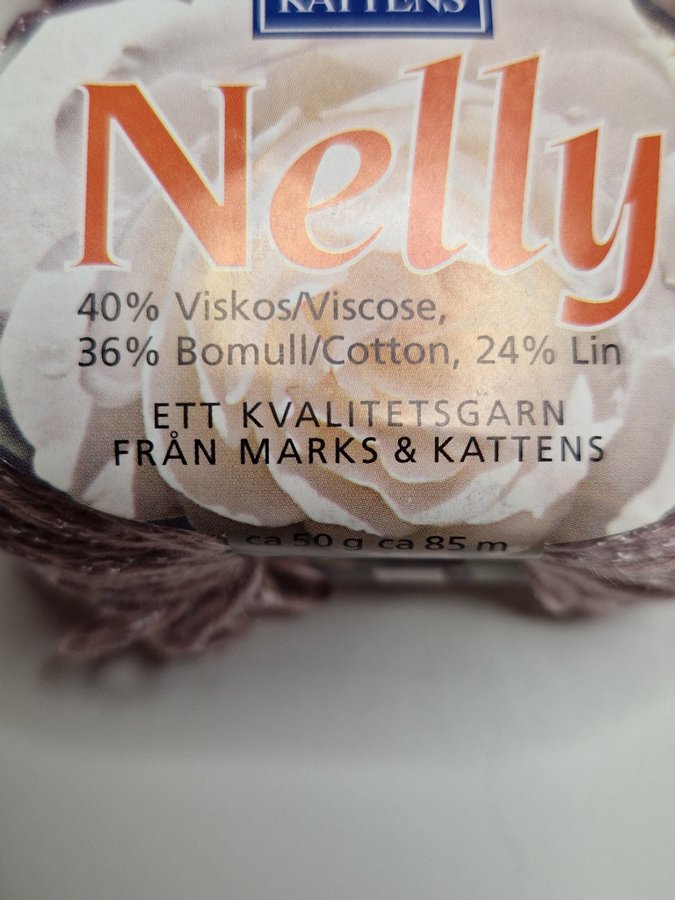 KATTENS
Nelly
40% Viskos/Viscose,
36% Bomull/Cotton, 24% Lin
ETT KVALITETSGARN
FRÅN MARKS & KATTENS
ca 50 g ca 85 m